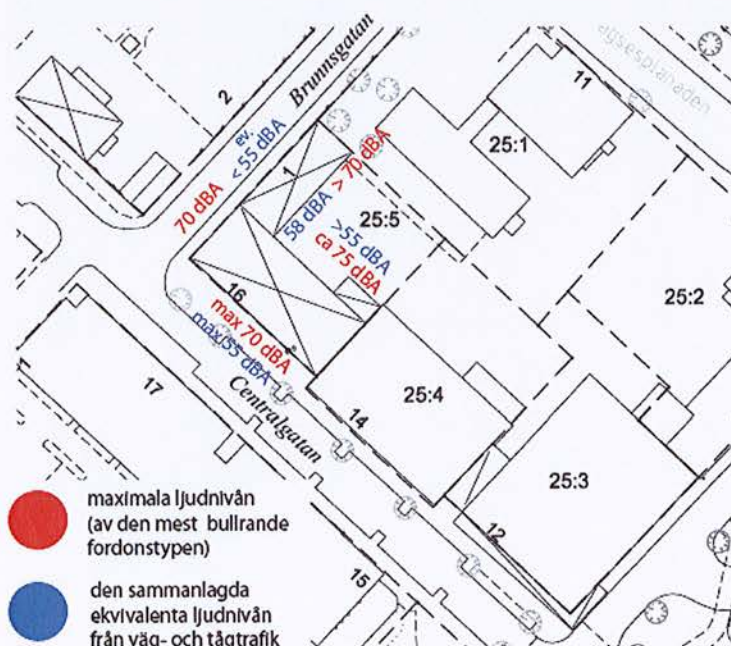 ägsesplanaden
Brunnsgatan
2
11
ev.
< 55 dBA
70 dBA
25:1
1
> 70 dBA
58 dBA
25:5
>55 dBA
ca 75 dBA
25:2
16
max 70 dBA
max 55 dBA
Centralgatan
17
14
25:4
25:3
12
15
maximala ljudnivån
(av den mest bullrande
fordonstypen)
den sammanlagda
ekvivalenta ljudnivån
från väg- och tågtrafik